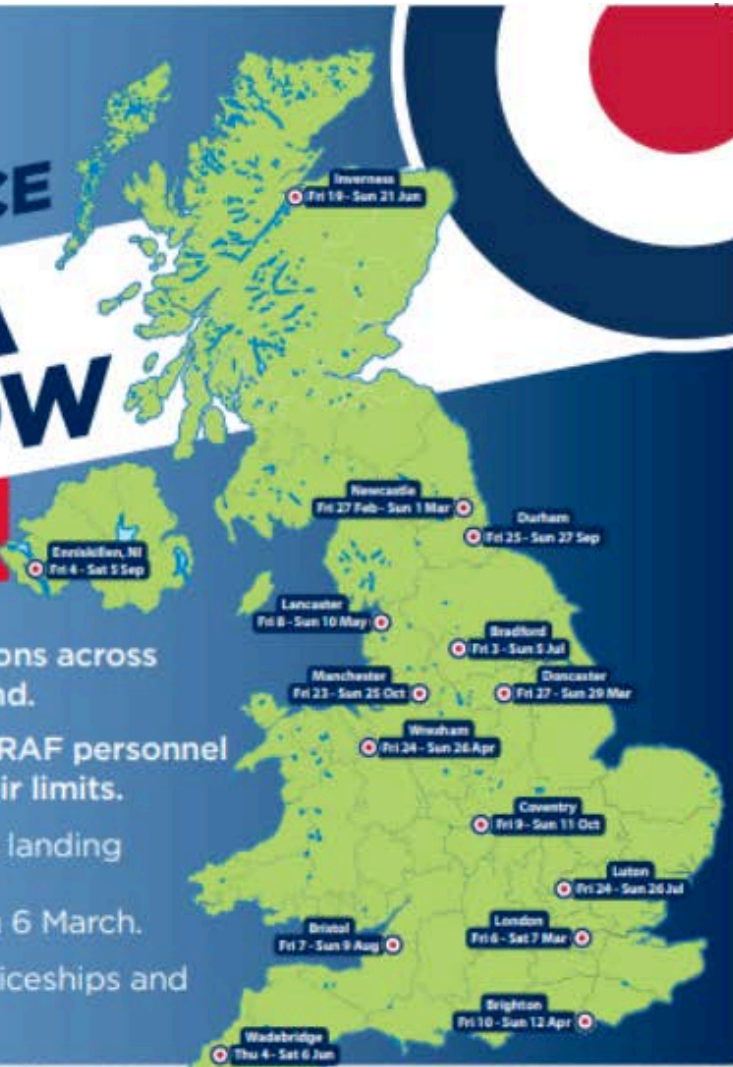 CE
A
OW
Inverness
Fri 19 - Sun 21 Jun
Newcastle
Fri 27 Feb - Sun 1 Mar
Durham
Fri 25 - Sun 27 Sep
Enniskillen, NI
Fri 4 - Sat 5 Sep
Lancaster
Fri 8 - Sun 10 May
Bradford
Fri 3 - Sun 5 Jul
Manchester
Fri 23 - Sun 25 Oct
Doncaster
Fri 27 - Sun 29 Mar
Wrexham
Fri 24 - Sun 26 Apr
Coventry
Fri 9 - Sun 11 Oct
Luton
Fri 24 - Sun 26 Jul
Bristol
Fri 7 - Sun 9 Aug
London
Fri 6 - Sat 7 Mar
Brighton
Fri 10 - Sun 12 Apr
Wadebridge
Thu 4 - Sat 6 Jun
ons across
nd.
RAF personnel
ir limits.
landing
6 March.
iceships and